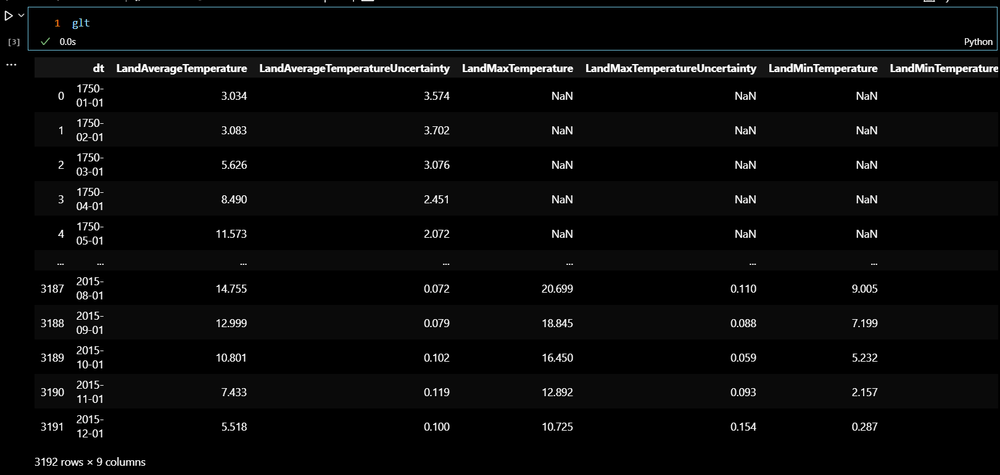 1 glt
[3] 0.0s Python
...
dt LandAverageTemperature LandAverageTemperatureUncertainty LandMaxTemperature LandMaxTemperatureUncertainty LandMinTemperature LandMinTemperature
0 1750-01-01 3.034 3.574 NaN NaN NaN
1 1750-02-01 3.083 3.702 NaN NaN NaN
2 1750-03-01 5.626 3.076 NaN NaN NaN
3 1750-04-01 8.490 2.451 NaN NaN NaN
4 1750-05-01 11.573 2.072 NaN NaN NaN
... ... ... ... ... ... ...
3187 2015-08-01 14.755 0.072 20.699 0.110 9.005
3188 2015-09-01 12.999 0.079 18.845 0.088 7.199
3189 2015-10-01 10.801 0.102 16.450 0.059 5.232
3190 2015-11-01 7.433 0.119 12.892 0.093 2.157
3191 2015-12-01 5.518 0.100 10.725 0.154 0.287
3192 rows × 9 columns